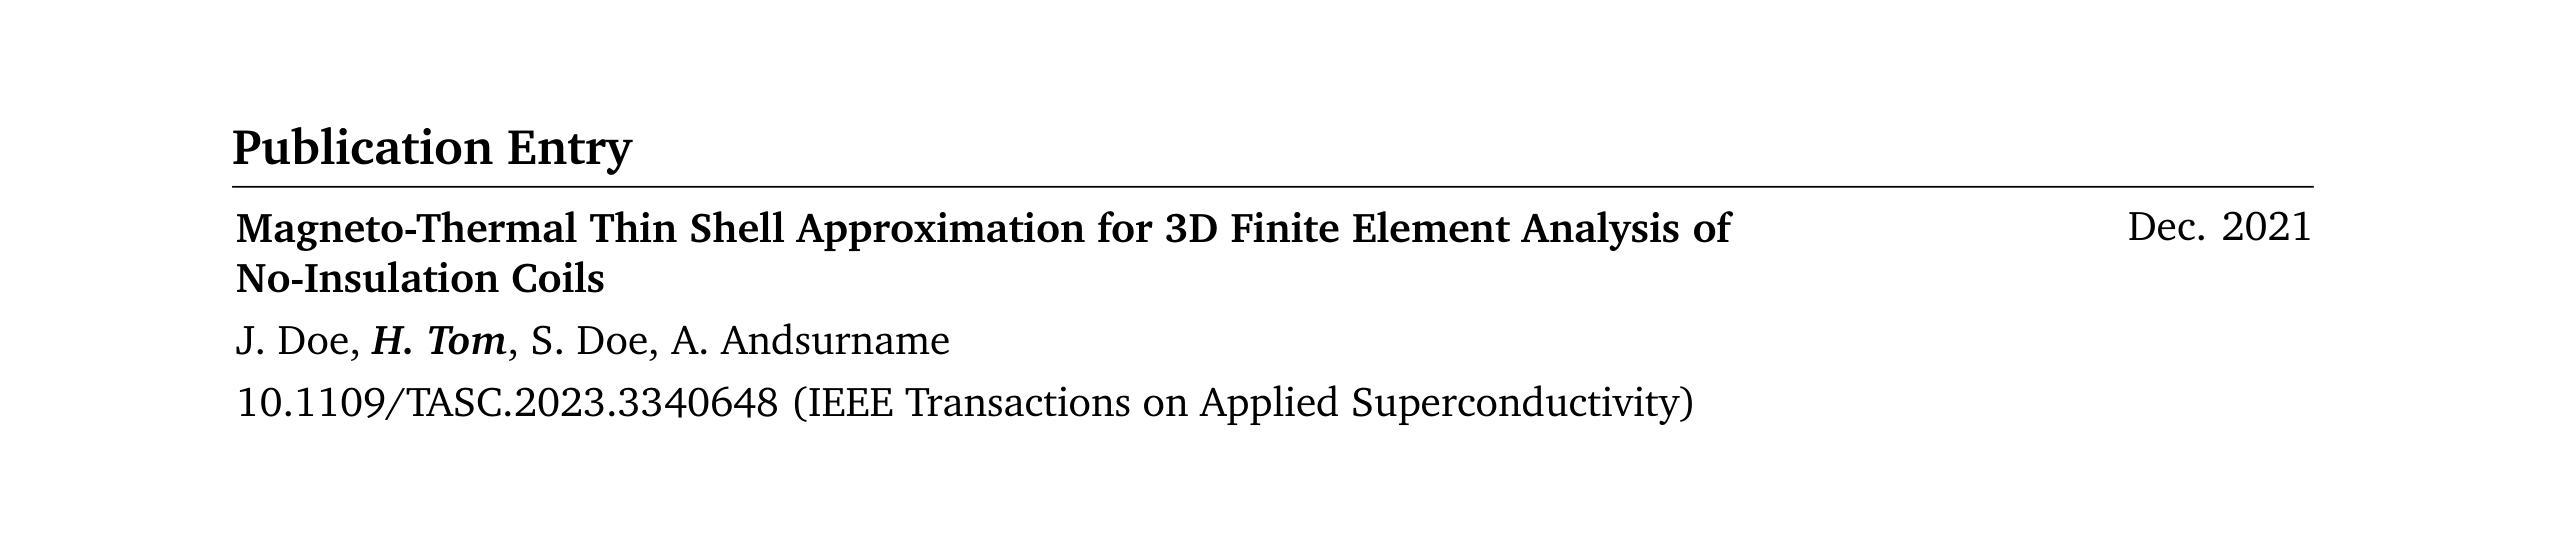 Publication Entry
Magneto-Thermal Thin Shell Approximation for 3D Finite Element Analysis of
Dec. 2021
No-Insulation Coils
J. Doe, H. Tom, S. Doe, A. Andsurname
10.1109/TASC.2023.3340648 (IEEE Transactions on Applied Superconductivity)